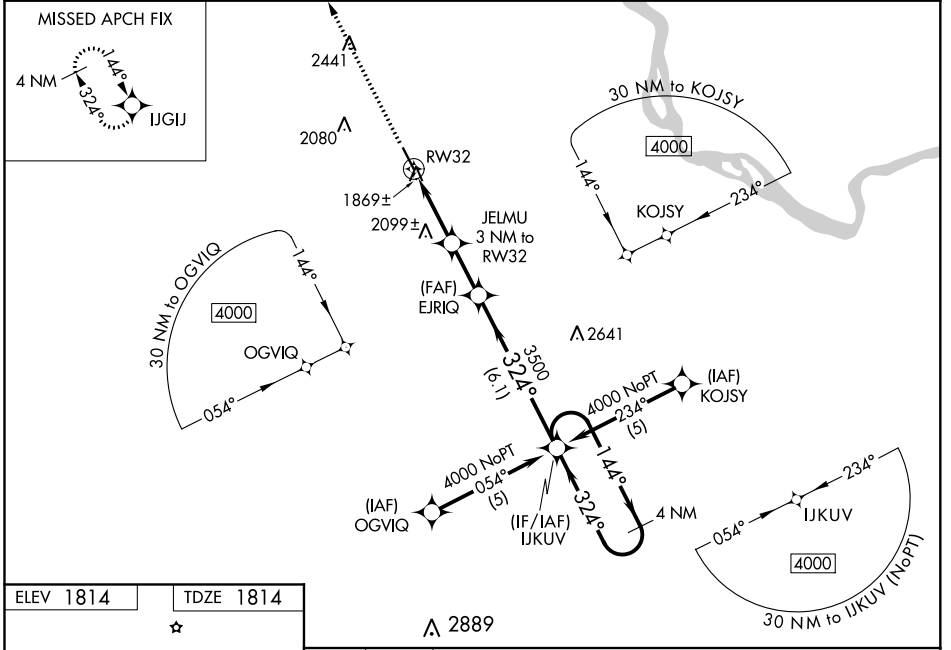 MISSED APCH FIX
4 NM
144°
324°
IJGIJ
2441
2080
RW32
1869±
2099±
JELMU
3 NM to
RW32
(FAF)
EJRIQ
30 NM to KOJSY
4000
144°
234°
KOJSY
30 NM to OGVIQ
4000
144°
OGVIQ
054°
2641
3500
324°
(6.1)
4000 NoPT
234°
(5)
(IAF)
KOJSY
4000 NoPT
054°
(5)
(IAF)
OGVIQ
(IF/IAF)
IJKUV
144°
324°
4 NM
234°
IJKUV
054°
4000
30 NM to IJKUV (NoPT)
ELEV 1814
TDZE 1814
2889